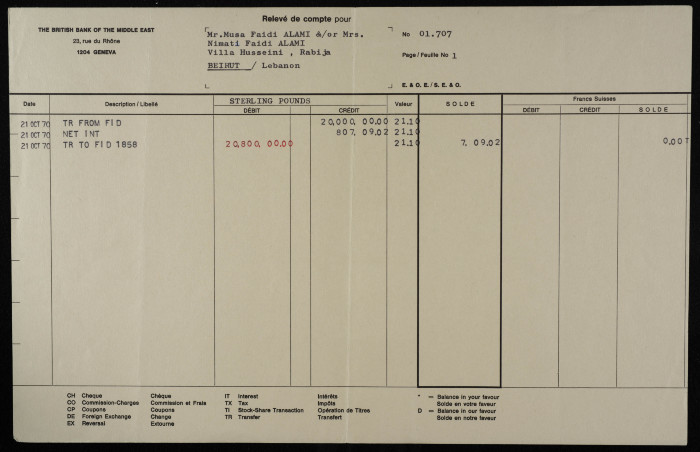 Relevé de compte pour
THE BRITISH BANK OF THE MIDDLE EAST
23, rue du Rhône
1204 GENEVA
Mr.Musa Faidi ALAMI &/or Mrs.
Nimati Faidi ALAMI
Villa Husseini , Rabija
BEIRUT / Lebanon
No 01.707
Page/Feuille No 1
E. & O. E./S. E. & O.
Date Description/Libellé STERLING POUNDS Valeur SOLDE Francs Suisses
DÉBIT CRÉDIT DÉBIT CRÉDIT SOLDE
21 OCT 70 TR FROM FID 20,000,00.00 21.10
21 OCT 70 NET INT 807,09.02 21.10
21 OCT 70 TR TO FID 1858 20,800,00.00 21.10 7,09.02 0,00
CH Cheque Chèque IT Interest Intérêts * — Balance in your favour
CO Commission-Charges Commission et Frais TX Tax Impôts Solde en votre faveur
CP Coupons Coupons TI Stock-Share Transaction Opération de Titres D — Balance in our favour
DE Foreign Exchange Change TR Transfer Transfert Solde en notre faveur
EX Reversal Extourne